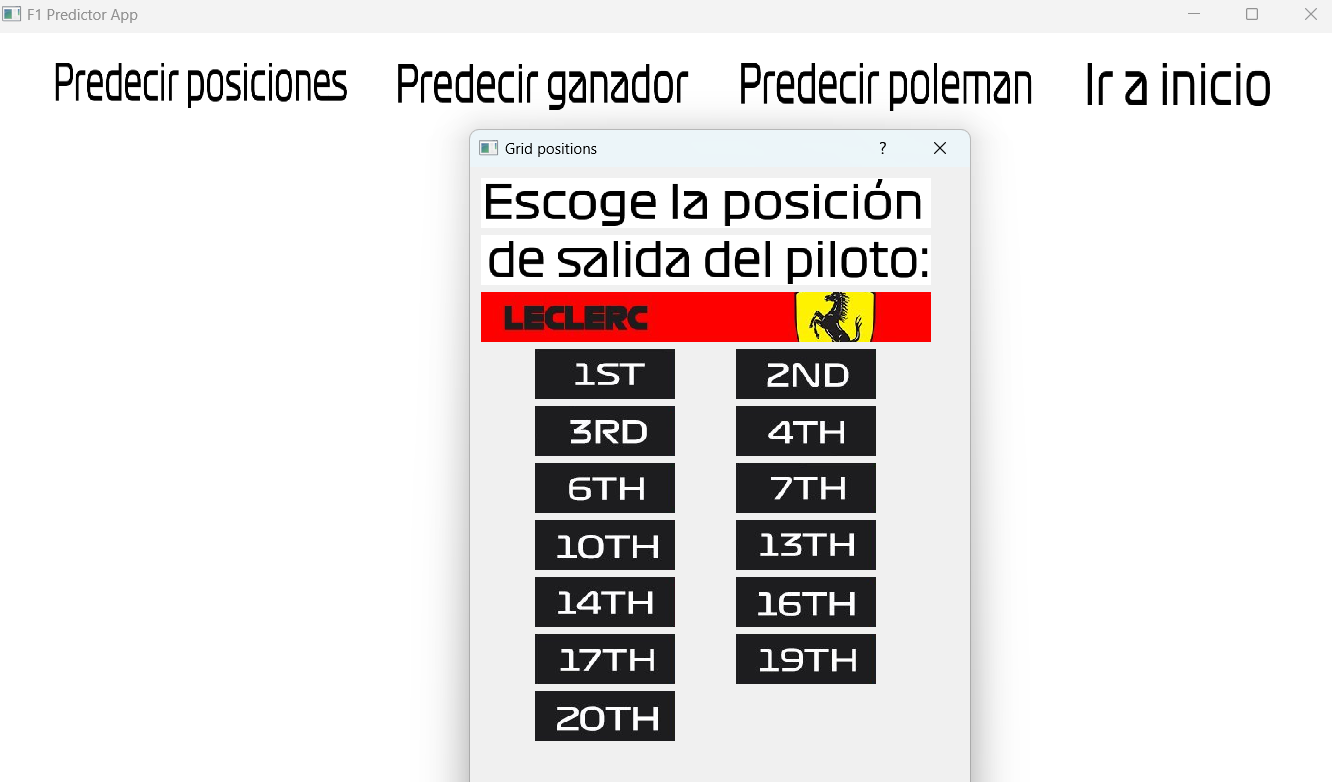 F1 Predictor App
Predecir posiciones Predecir ganador Predecir poleman Ir a inicio
Grid positions ?
Escoge la posición
de salida del piloto:
LECLERC
1ST 2ND
3RD 4TH
6TH 7TH
10TH 13TH
14TH 16TH
17TH 19TH
20TH